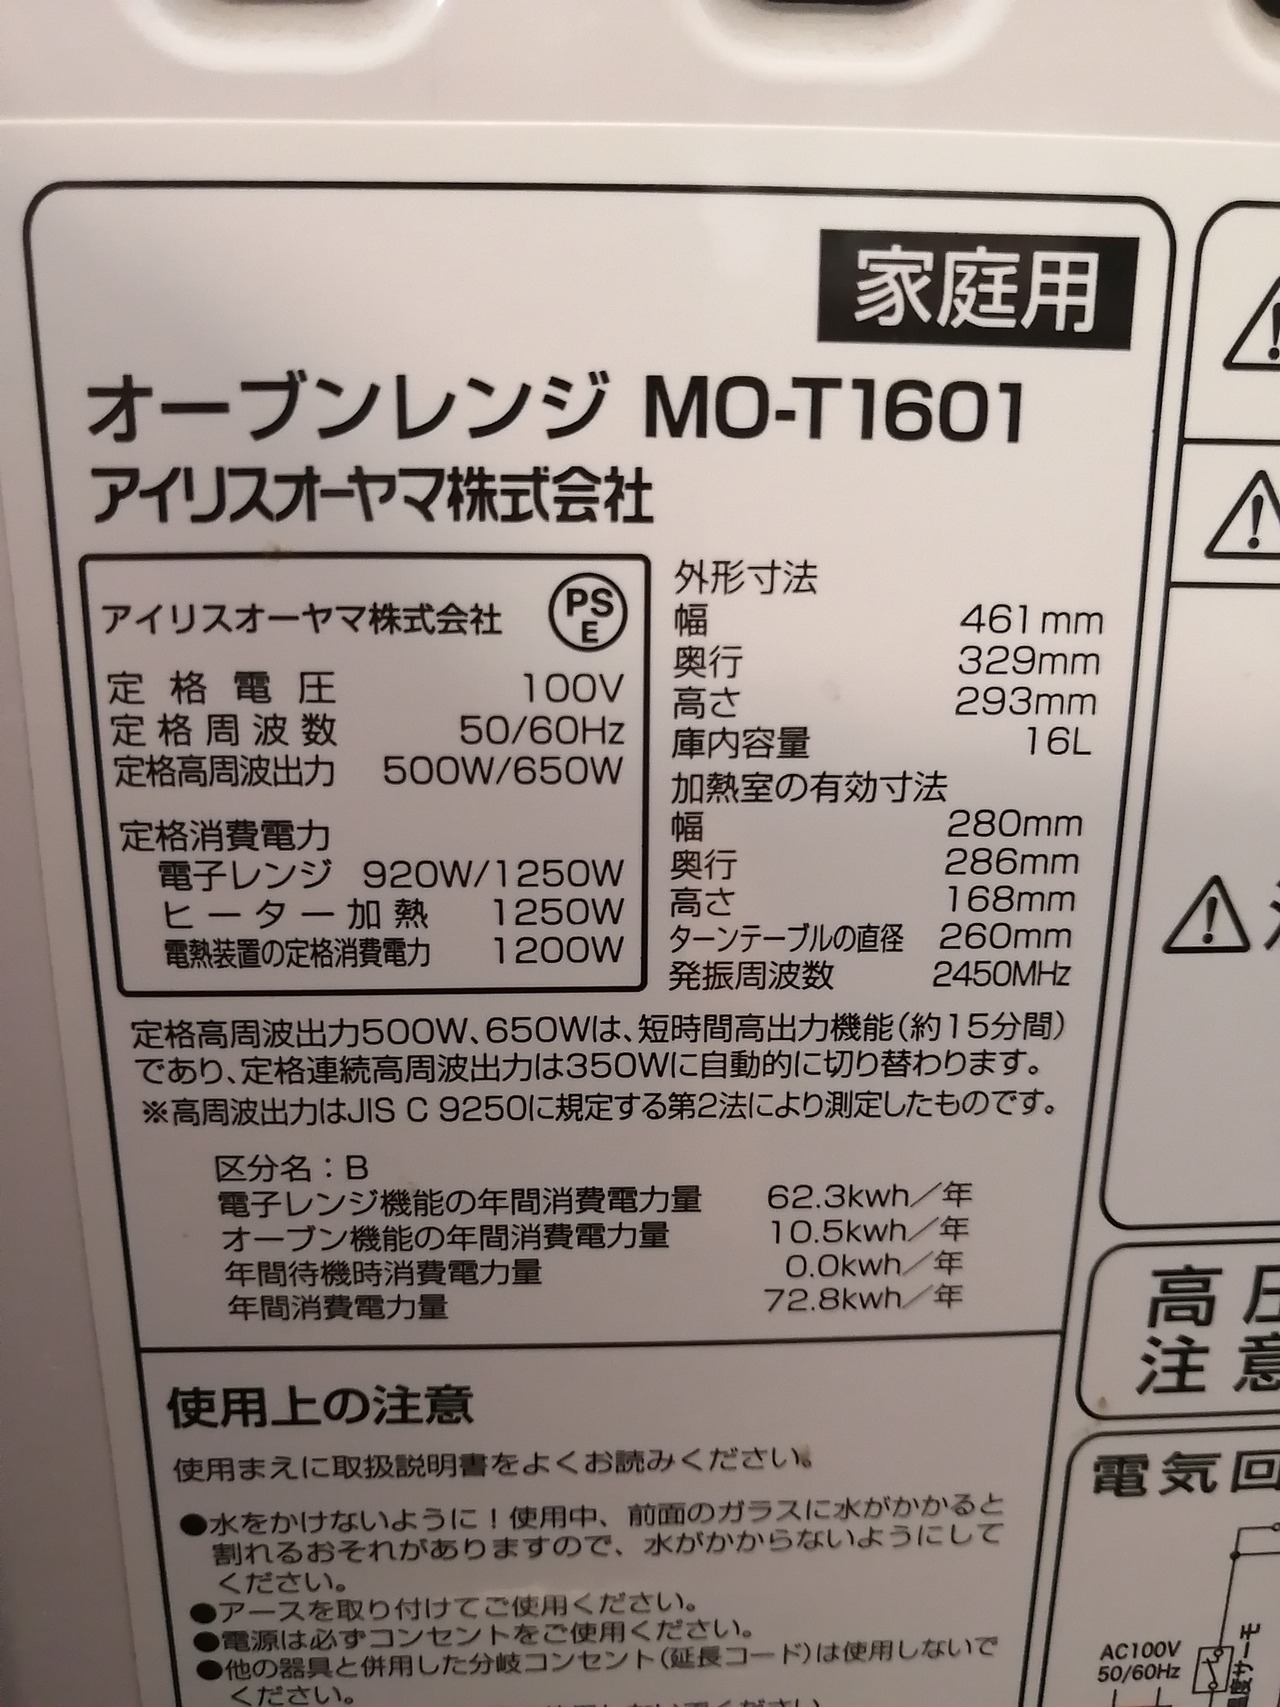 家庭用
オーブンレンジ MO-T1601
アイリスオーヤマ株式会社
アイリスオーヤマ株式会社 PSE
定格電圧 100V
定格周波数 50/60Hz
定格高周波出力 500W/650W
定格消費電力
電子レンジ 920W/1250W
ヒーター加熱 1250W
電熱装置の定格消費電力 1200W
外形寸法
幅 461mm
奥行 329mm
高さ 293mm
庫内容量 16L
加熱室の有効寸法
幅 280mm
奥行 286mm
高さ 168mm
ターンテーブルの直径 260mm
発振周波数 2450MHz
定格高周波出力500W、650Wは、短時間高出力機能(約15分間)
であり、定格連続高周波出力は350Wに自動的に切り替わります。
※高周波出力はJIS C 9250に規定する第2法により測定したものです。
区分名：B
電子レンジ機能の年間消費電力量 62.3kwh／年
オーブン機能の年間消費電力量 10.5kwh／年
年間待機時消費電力量 0.0kwh／年
年間消費電力量 72.8kwh／年
使用上の注意
使用まえに取扱説明書をよくお読みください。
●水をかけないように！使用中、前面のガラスに水がかかると
割れるおそれがありますので、水がかからないようにして
ください。
●アースを取り付けてご使用ください。
●電源は必ずコンセントをご使用ください。
●他の器具と併用した分岐コンセント(延長コード)は使用しないで
ください。
高圧
注意
電気回
AC100V
50/60Hz
度サーモ